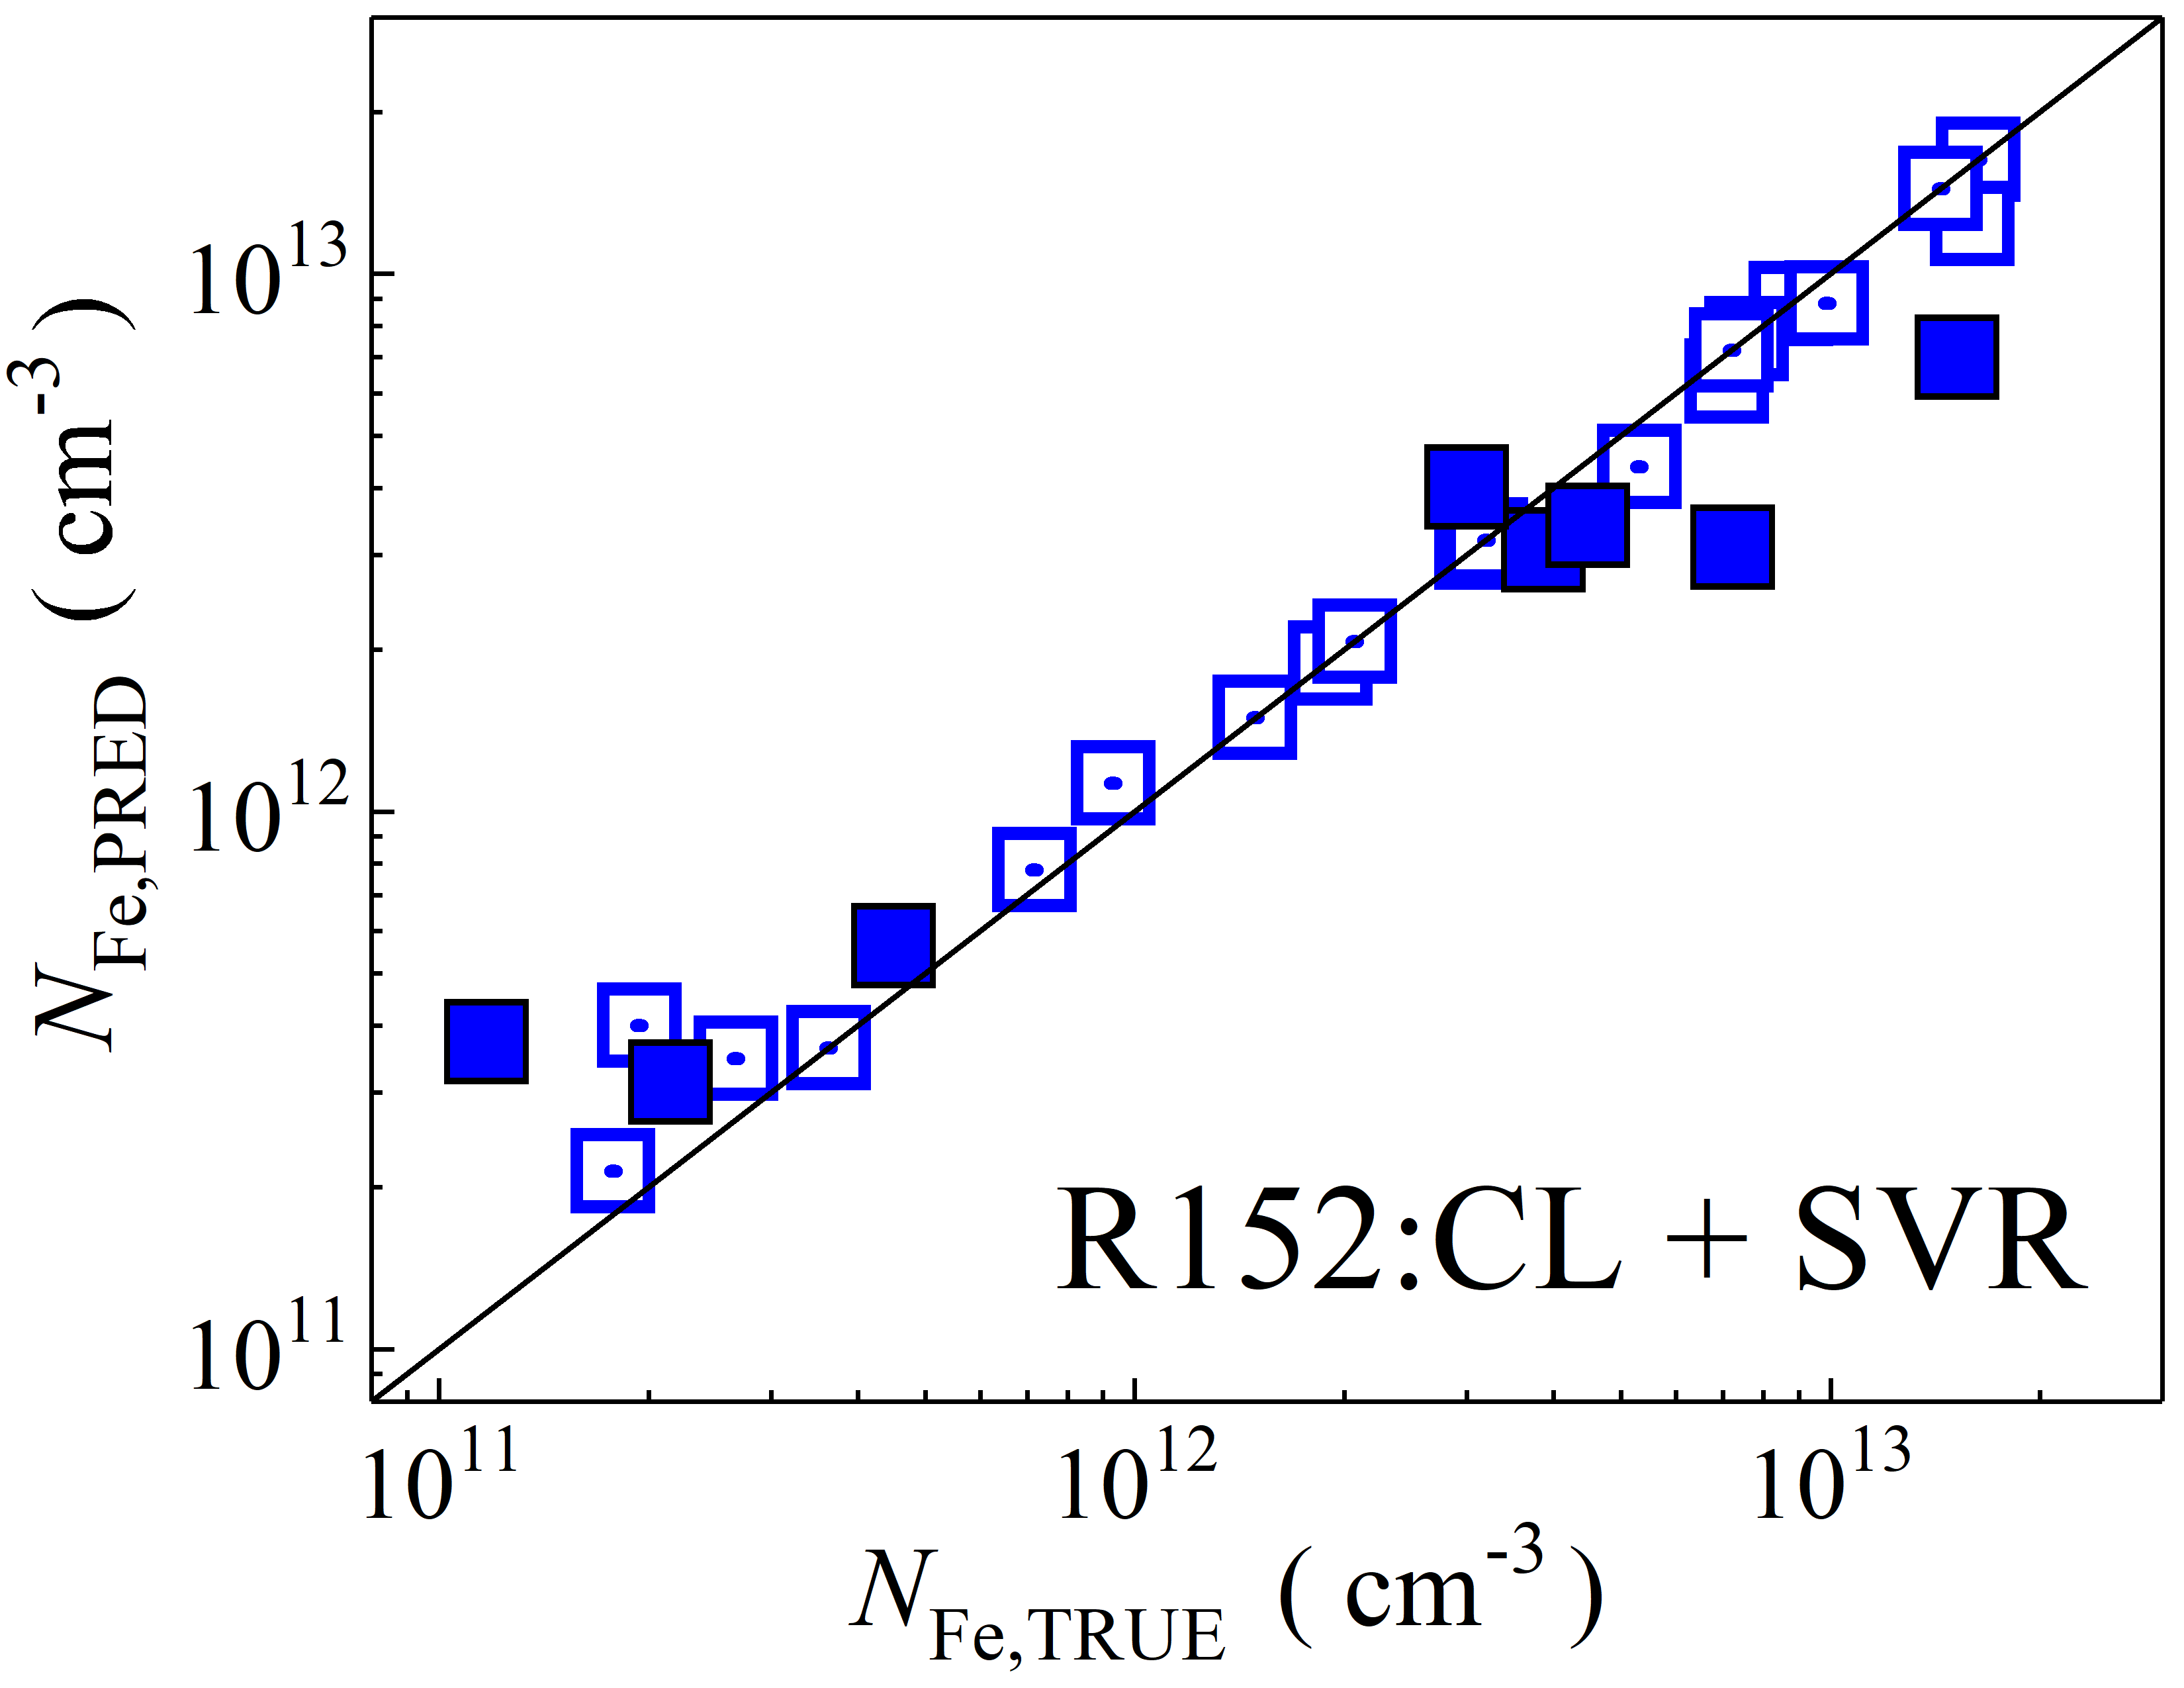 10^13
10^12
10^11
N_Fe,PRED ( cm^-3 )
R152:CL + SVR
10^11 10^12 10^13
N_Fe,TRUE ( cm^-3 )